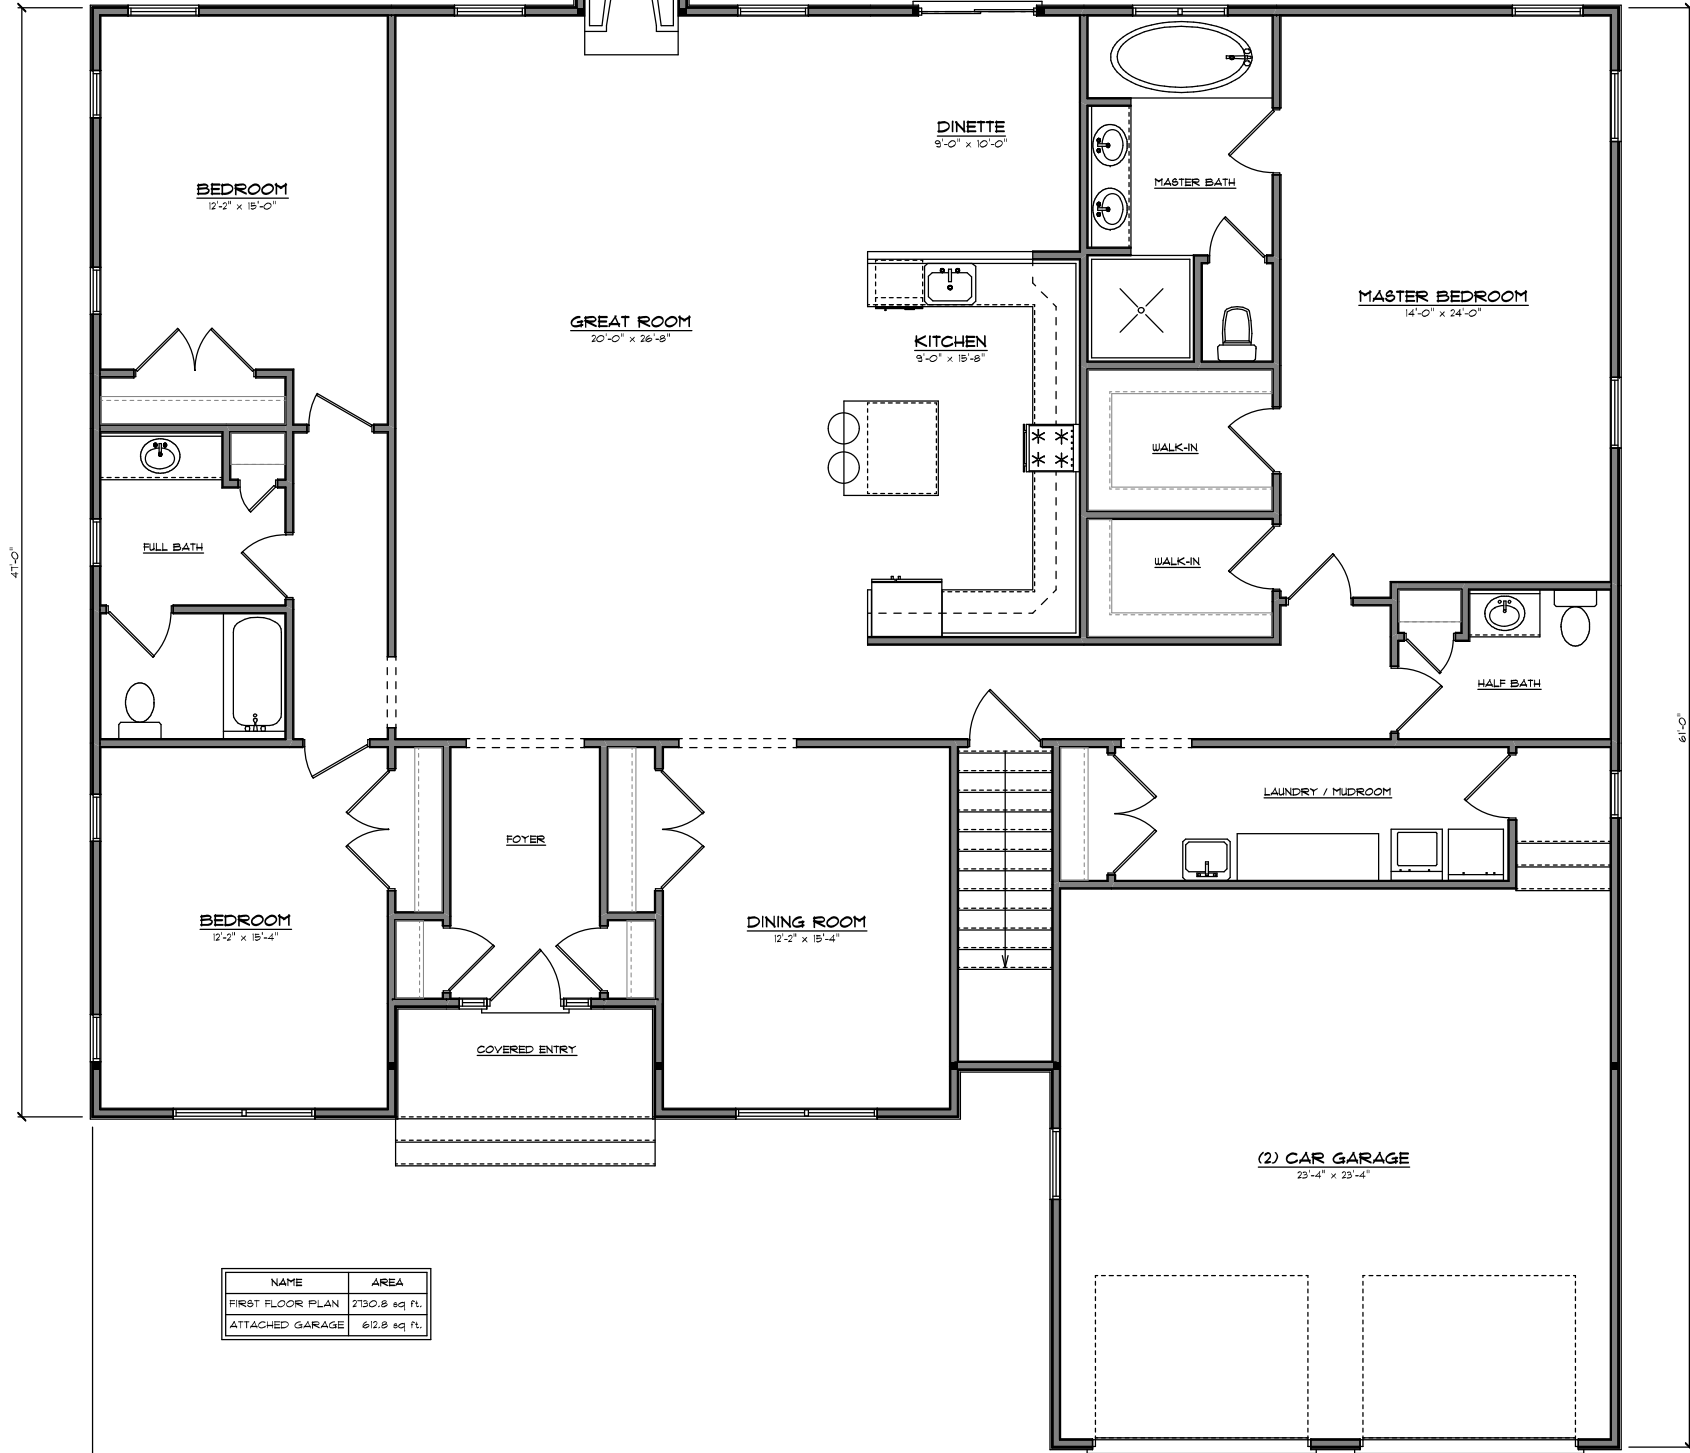 DINETTE
9'-0" x 10'-0"
BEDROOM
12'-2" x 15'-0"
MASTER BATH
MASTER BEDROOM
14'-0" x 24'-0"
GREAT ROOM
20'-0" x 26'-8"
KITCHEN
9'-0" x 15'-8"
WALK-IN
FULL BATH
WALK-IN
47'-0"
HALF BATH
61'-0"
LAUNDRY / MUDROOM
FOYER
BEDROOM
12'-2" x 15'-4"
DINING ROOM
12'-2" x 15'-4"
COVERED ENTRY
(2) CAR GARAGE
23'-4" x 23'-4"
NAME AREA
FIRST FLOOR PLAN 2730.8 sq ft.
ATTACHED GARAGE 612.8 sq ft.